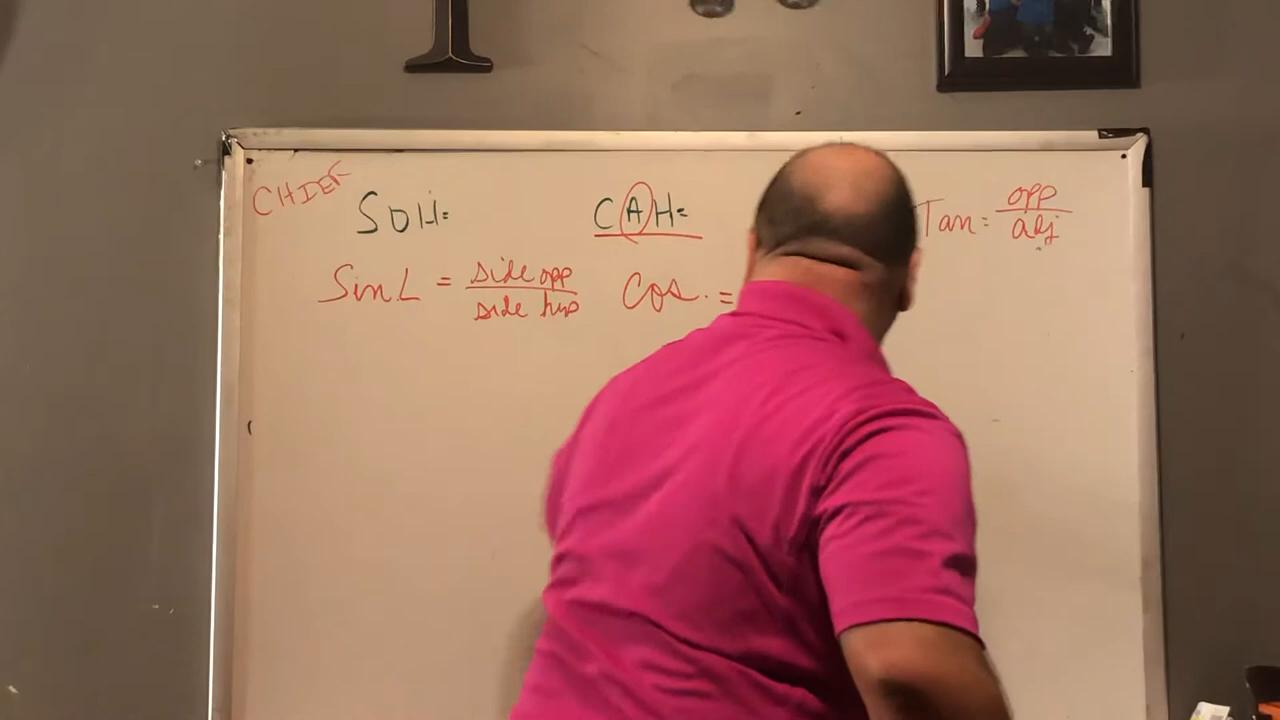 CHIEF
SOH=
CAH=
Tan = opp
adj
Sin L = side opp
side hyp
Cos. =